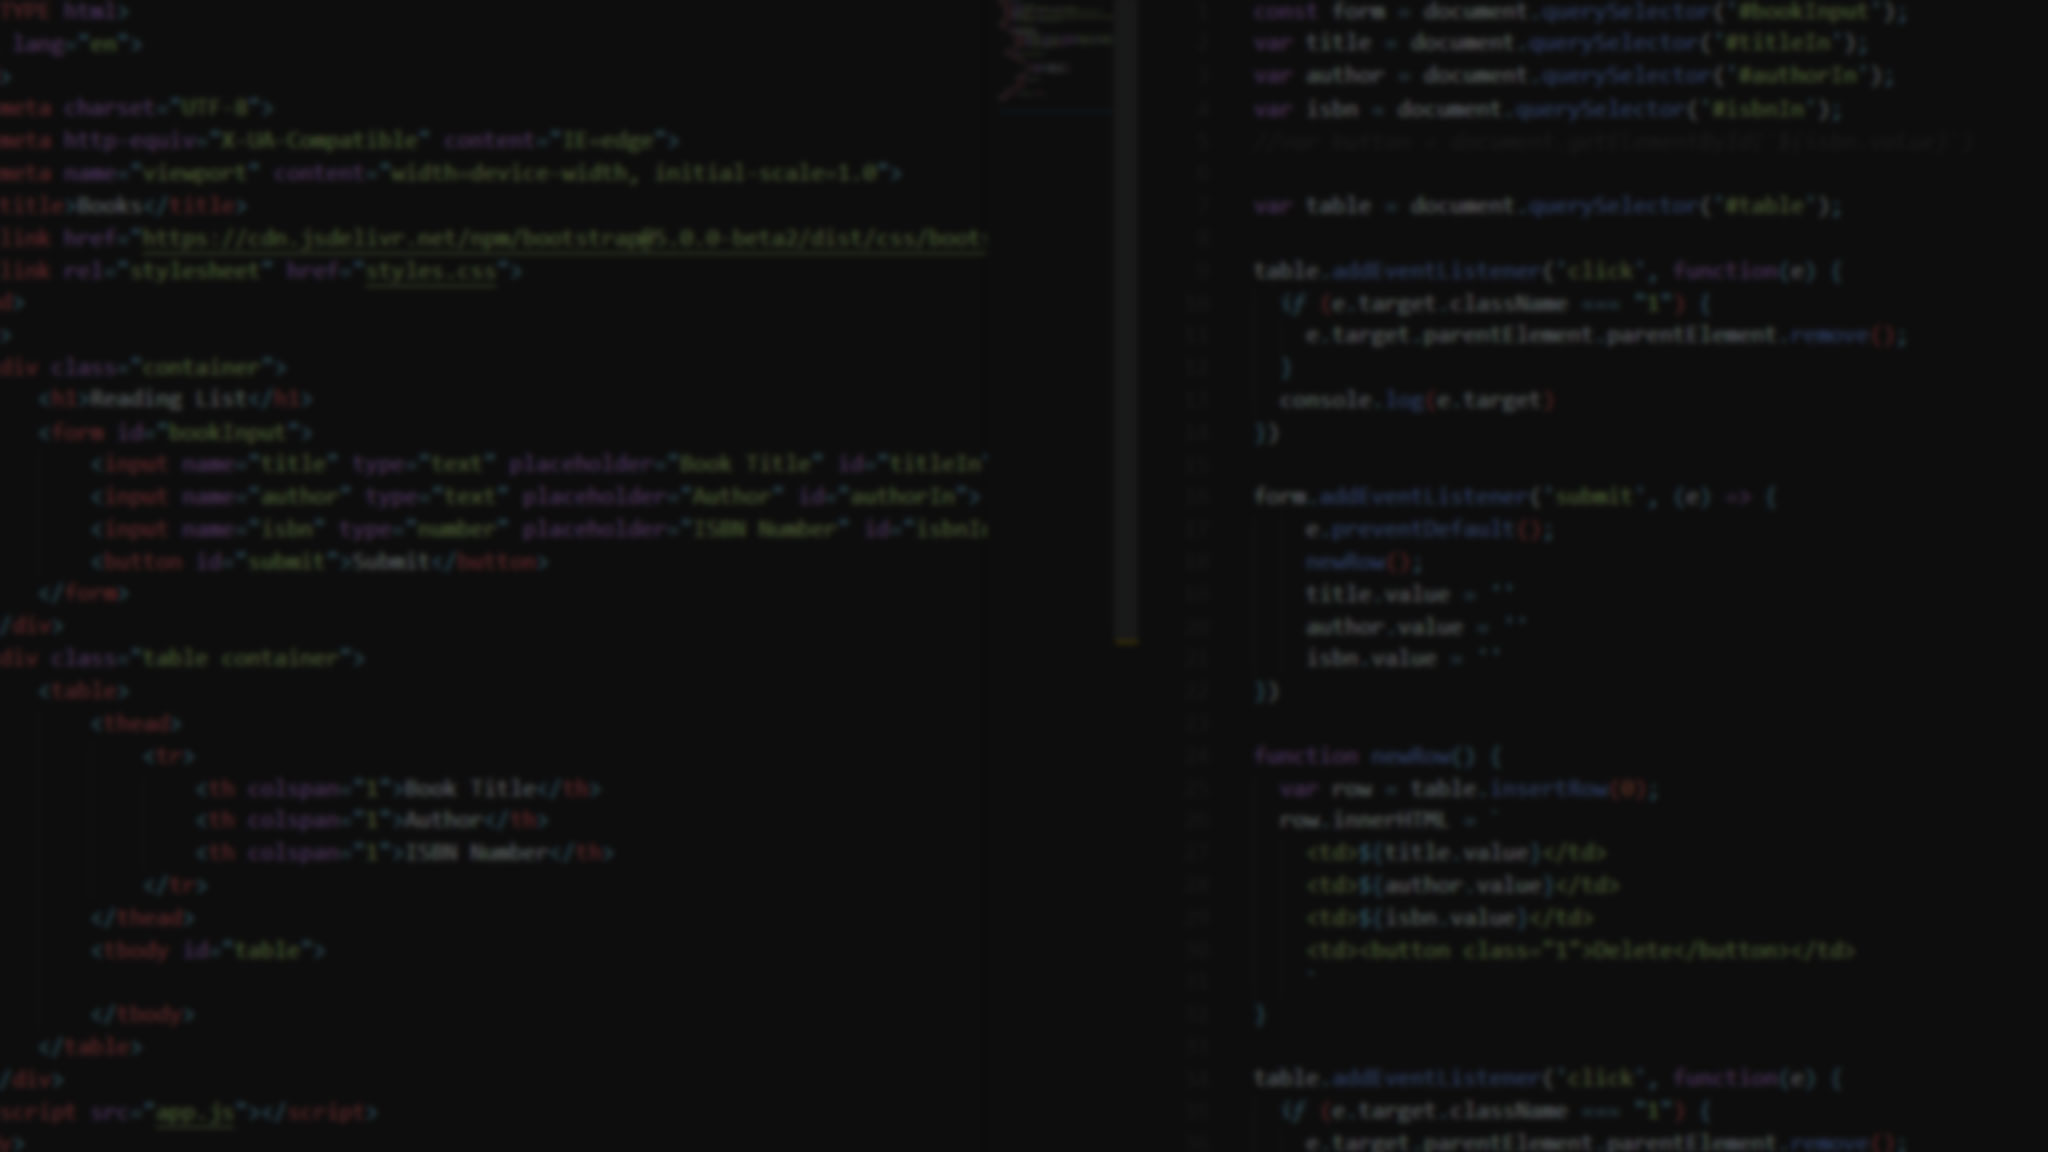 TYPE html>
lang="en">
>
meta charset="UTF-8">
meta http-equiv="X-UA-Compatible" content="IE=edge">
meta name="viewport" content="width=device-width, initial-scale=1.0">
title>Books</title>
link href="https://cdn.jsdelivr.net/npm/bootstrap@5.0.0-beta2/dist/css/boots
link rel="stylesheet" href="styles.css">
d>
>
div class="container">
<h1>Reading List</h1>
<form id="bookInput">
<input name="title" type="text" placeholder="Book Title" id="titleIn"
<input name="author" type="text" placeholder="Author" id="authorIn">
<input name="isbn" type="number" placeholder="ISBN Number" id="isbnI
<button id="submit">Submit</button>
</form>
/div>
div class="table container">
<table>
<thead>
<tr>
<th colspan="1">Book Title</th>
<th colspan="1">Author</th>
<th colspan="1">ISBN Number</th>
</tr>
</thead>
<tbody id="table">
</tbody>
</table>
/div>
script src="app.js"></script>
y>
1 const form = document.querySelector('#bookInput');
2 var title = document.querySelector('#titleIn');
3 var author = document.querySelector('#authorIn');
4 var isbn = document.querySelector('#isbnIn');
5 //var button = document.getElementById(`${isbn.value}`)
6
7 var table = document.querySelector('#table');
8
9 table.addEventListener('click', function(e) {
10 if (e.target.className === "1") {
11 e.target.parentElement.parentElement.remove();
12 }
13 console.log(e.target)
14 })
15
16 form.addEventListener('submit', (e) => {
17 e.preventDefault();
18 newRow();
19 title.value = ''
20 author.value = ''
21 isbn.value = ''
22 })
23
24 function newRow() {
25 var row = table.insertRow(0);
26 row.innerHTML = `
27 <td>${title.value}</td>
28 <td>${author.value}</td>
29 <td>${isbn.value}</td>
30 <td><button class="1">Delete</button></td>
31 `
32 }
33
34 table.addEventListener('click', function(e) {
35 if (e.target.className === "1") {
36 e.target.parentElement.parentElement.remove();